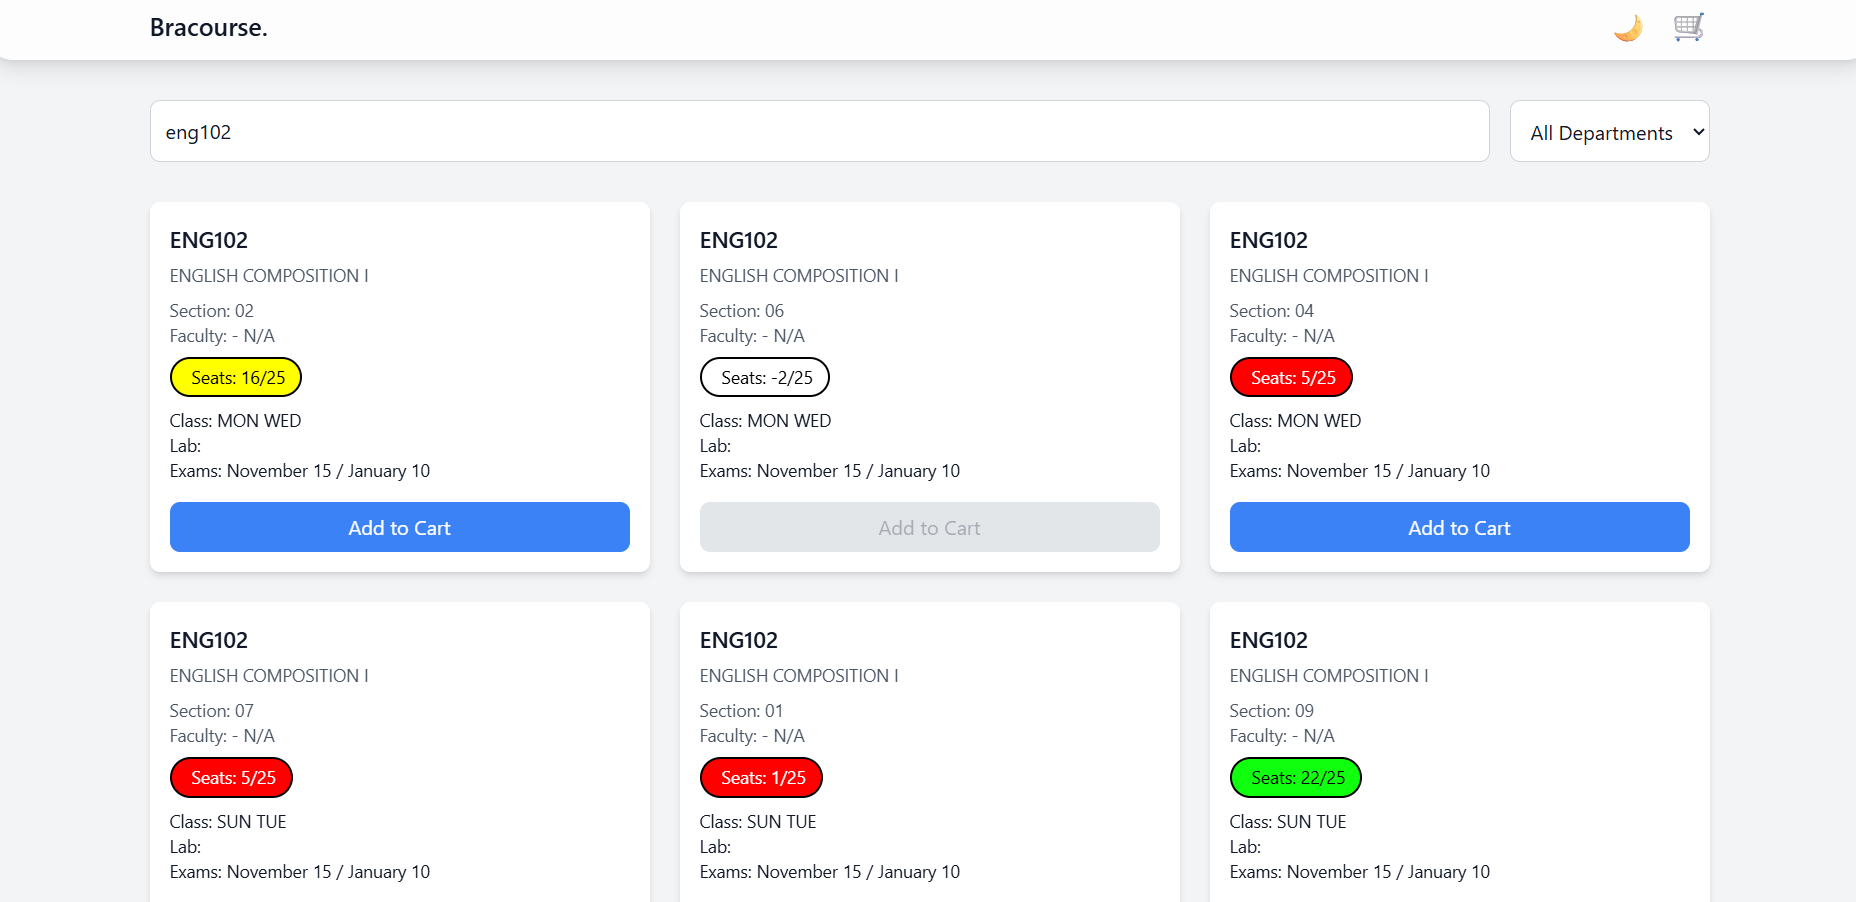 Bracourse.
eng102
All Departments
ENG102
ENGLISH COMPOSITION I
Section: 02
Faculty: - N/A
Seats: 16/25
Class: MON WED
Lab:
Exams: November 15 / January 10
Add to Cart
ENG102
ENGLISH COMPOSITION I
Section: 06
Faculty: - N/A
Seats: -2/25
Class: MON WED
Lab:
Exams: November 15 / January 10
Add to Cart
ENG102
ENGLISH COMPOSITION I
Section: 04
Faculty: - N/A
Seats: 5/25
Class: MON WED
Lab:
Exams: November 15 / January 10
Add to Cart
ENG102
ENGLISH COMPOSITION I
Section: 07
Faculty: - N/A
Seats: 5/25
Class: SUN TUE
Lab:
Exams: November 15 / January 10
ENG102
ENGLISH COMPOSITION I
Section: 01
Faculty: - N/A
Seats: 1/25
Class: SUN TUE
Lab:
Exams: November 15 / January 10
ENG102
ENGLISH COMPOSITION I
Section: 09
Faculty: - N/A
Seats: 22/25
Class: SUN TUE
Lab:
Exams: November 15 / January 10